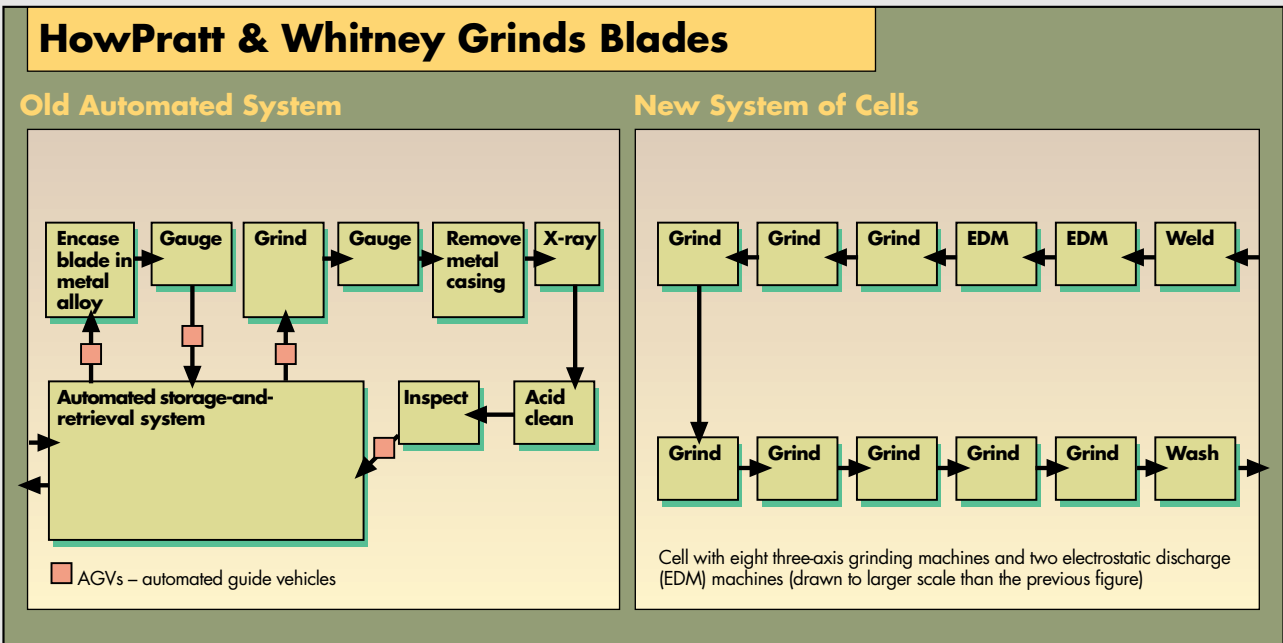 HowPratt & Whitney Grinds Blades
Old Automated System
Encase
blade in
metal
alloy
Gauge
Grind
Gauge
Remove
metal
casing
X-ray
Automated storage-and-
retrieval system
Inspect
Acid
clean
AGVs – automated guide vehicles
New System of Cells
Grind
Grind
Grind
EDM
EDM
Weld
Grind
Grind
Grind
Grind
Grind
Wash
Cell with eight three-axis grinding machines and two electrostatic discharge
(EDM) machines (drawn to larger scale than the previous figure)